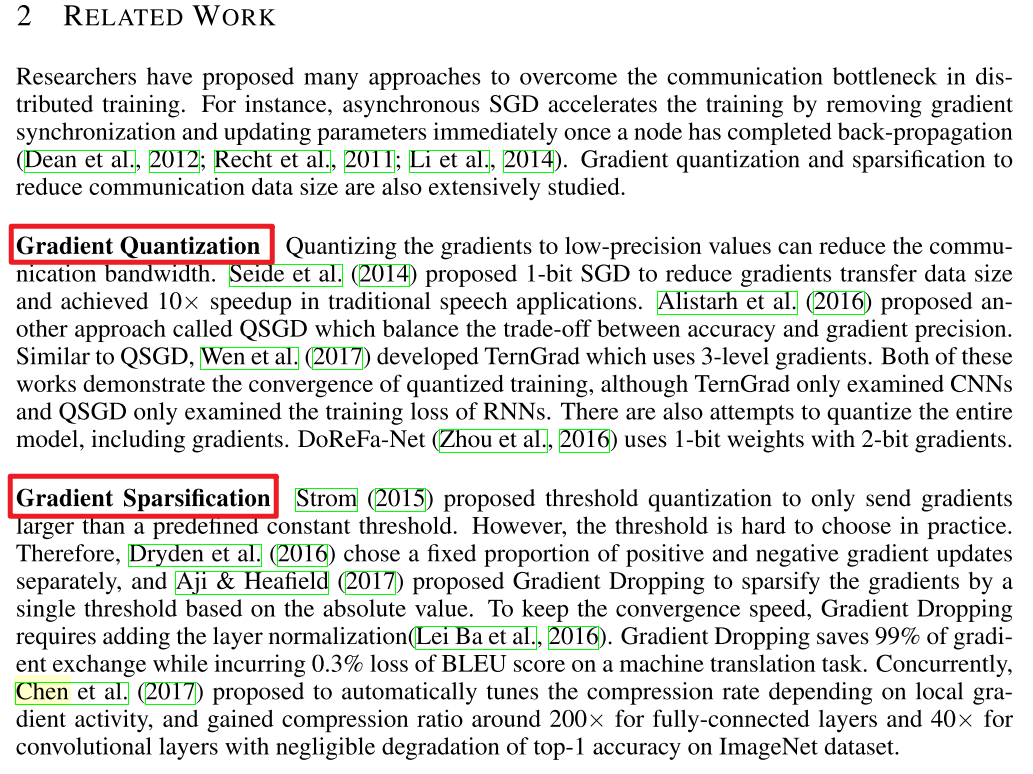 2 RELATED WORK
Researchers have proposed many approaches to overcome the communication bottleneck in dis-
tributed training. For instance, asynchronous SGD accelerates the training by removing gradient
synchronization and updating parameters immediately once a node has completed back-propagation
(Dean et al., 2012; Recht et al., 2011; Li et al., 2014). Gradient quantization and sparsification to
reduce communication data size are also extensively studied.
Gradient Quantization Quantizing the gradients to low-precision values can reduce the commu-
nication bandwidth. Seide et al. (2014) proposed 1-bit SGD to reduce gradients transfer data size
and achieved 10× speedup in traditional speech applications. Alistarh et al. (2016) proposed an-
other approach called QSGD which balance the trade-off between accuracy and gradient precision.
Similar to QSGD, Wen et al. (2017) developed TernGrad which uses 3-level gradients. Both of these
works demonstrate the convergence of quantized training, although TernGrad only examined CNNs
and QSGD only examined the training loss of RNNs. There are also attempts to quantize the entire
model, including gradients. DoReFa-Net (Zhou et al., 2016) uses 1-bit weights with 2-bit gradients.
Gradient Sparsification Strom (2015) proposed threshold quantization to only send gradients
larger than a predefined constant threshold. However, the threshold is hard to choose in practice.
Therefore, Dryden et al. (2016) chose a fixed proportion of positive and negative gradient updates
separately, and Aji & Heafield (2017) proposed Gradient Dropping to sparsify the gradients by a
single threshold based on the absolute value. To keep the convergence speed, Gradient Dropping
requires adding the layer normalization(Lei Ba et al., 2016). Gradient Dropping saves 99% of gradi-
ent exchange while incurring 0.3% loss of BLEU score on a machine translation task. Concurrently,
Chen et al. (2017) proposed to automatically tunes the compression rate depending on local gra-
dient activity, and gained compression ratio around 200× for fully-connected layers and 40× for
convolutional layers with negligible degradation of top-1 accuracy on ImageNet dataset.